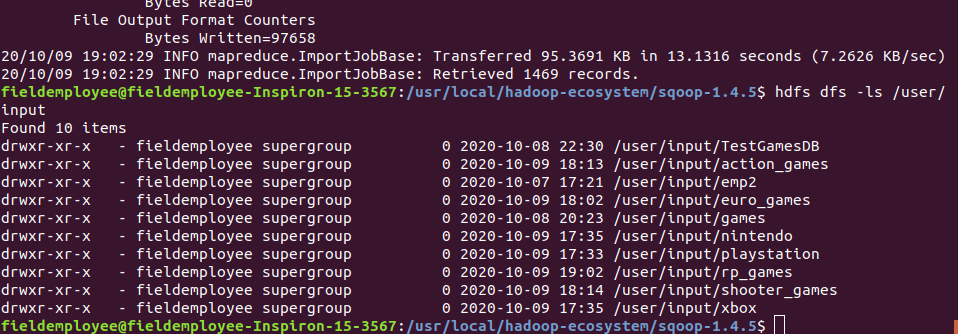 Bytes Read=0
File Output Format Counters
Bytes Written=97658
20/10/09 19:02:29 INFO mapreduce.ImportJobBase: Transferred 95.3691 KB in 13.1316 seconds (7.2626 KB/sec)
20/10/09 19:02:29 INFO mapreduce.ImportJobBase: Retrieved 1469 records.
fieldemployee@fieldemployee-Inspiron-15-3567:/usr/local/hadoop-ecosystem/sqoop-1.4.5$ hdfs dfs -ls /user/
input
Found 10 items
drwxr-xr-x   - fieldemployee supergroup          0 2020-10-08 22:30 /user/input/TestGamesDB
drwxr-xr-x   - fieldemployee supergroup          0 2020-10-09 18:13 /user/input/action_games
drwxr-xr-x   - fieldemployee supergroup          0 2020-10-07 17:21 /user/input/emp2
drwxr-xr-x   - fieldemployee supergroup          0 2020-10-09 18:02 /user/input/euro_games
drwxr-xr-x   - fieldemployee supergroup          0 2020-10-08 20:23 /user/input/games
drwxr-xr-x   - fieldemployee supergroup          0 2020-10-09 17:35 /user/input/nintendo
drwxr-xr-x   - fieldemployee supergroup          0 2020-10-09 17:33 /user/input/playstation
drwxr-xr-x   - fieldemployee supergroup          0 2020-10-09 19:02 /user/input/rp_games
drwxr-xr-x   - fieldemployee supergroup          0 2020-10-09 18:14 /user/input/shooter_games
drwxr-xr-x   - fieldemployee supergroup          0 2020-10-09 17:35 /user/input/xbox
fieldemployee@fieldemployee-Inspiron-15-3567:/usr/local/hadoop-ecosystem/sqoop-1.4.5$